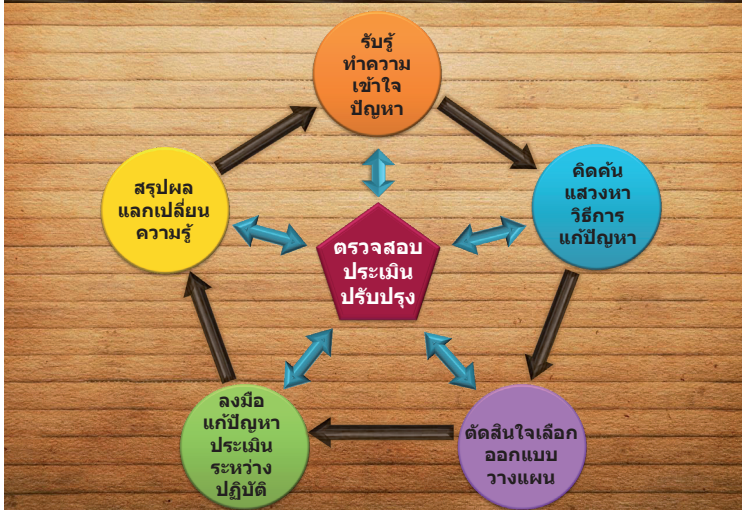 รับรู้
ทำความ
เข้าใจ
ปัญหา
คิดค้น
แสวงหา
วิธีการ
แก้ปัญหา
สรุปผล
แลกเปลี่ยน
ความรู้
ตรวจสอบ
ประเมิน
ปรับปรุง
ลงมือ
แก้ปัญหา
ประเมิน
ระหว่าง
ปฏิบัติ
ตัดสินใจเลือก
ออกแบบ
วางแผน